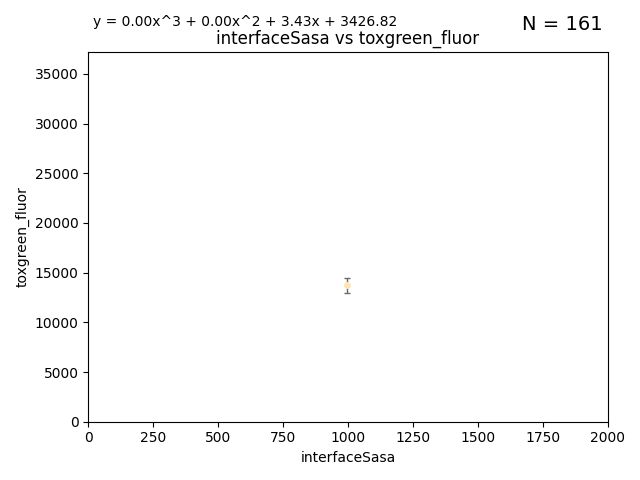 y = 0.00x^3 + 0.00x^2 + 3.43x + 3426.82
N = 161
interfaceSasa vs toxgreen_fluor
35000
30000
25000
20000
15000
10000
5000
0
toxgreen_fluor
0 250 500 750 1000 1250 1500 1750 2000
interfaceSasa